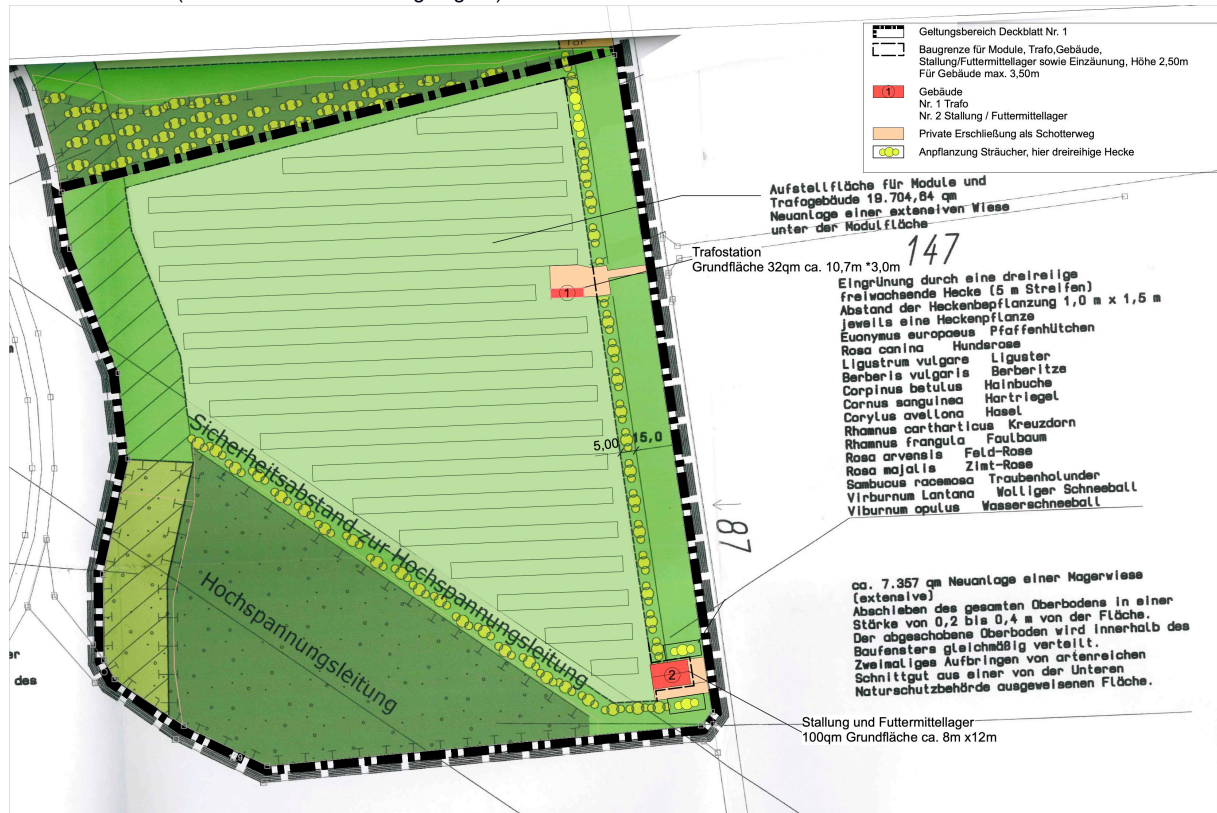 Tor
Geltungsbereich Deckblatt Nr. 1
Baugrenze für Module, Trafo,Gebäude,
Stallung/Futtermittellager sowie Einzäunung, Höhe 2,50m
Für Gebäude max. 3,50m
1
Gebäude
Nr. 1 Trafo
Nr. 2 Stallung / Futtermittellager
Private Erschließung als Schotterweg
Anpflanzung Sträucher, hier dreireihige Hecke
Aufstellfläche für Module und
Trafogebäude 19.704,64 qm
Neuanlage einer extensiven Wiese
unter der Modulfläche
147
Trafostation
Grundfläche 32qm ca. 10,7m *3,0m
1
Eingrünung durch eine dreireilige
freiwachsende Hecke (5 m Streifen)
Abstand der Heckenbepflanzung 1,0 m x 1,5 m
jeweils eine Heckenpflanze
Euonymus europaeus Pfaffenhütchen
Rosa canina Hundsrose
Ligustrum vulgare Liguster
Berberis vulgaris Berberitze
Corpinus betulus Hainbuche
Cornus sanguinea Hartriegel
Corylus avellona Hasel
Rhamnus cartharticus Kreuzdorn
Rhamnus frangula Faulbaum
Rosa arvensis Feld-Rose
Rosa majalis Zimt-Rose
Sambucus racemosa Traubenholunder
Virburnum Lantana Wolliger Schneeball
Viburnum opulus Wasserschneeball
5,00
15,0
87
Sicherheitsabstand zur Hochspannungsleitung
Hochspannungsleitung
ca. 7.357 qm Neuanlage einer Magerwiese
(extensive)
Abschieben des gesamten Oberbodens in einer
Stärke von 0,2 bis 0,4 m von der Fläche.
Der abgeschobene Oberboden wird innerhalb des
Baufensters gleichmäßig verteilt.
Zweimaliges Aufbringen von artenreichen
Schnittgut aus einer von der Unteren
Naturschutzbehörde ausgeweisenen Fläche.
des
2
Stallung und Futtermittellager
100qm Grundfläche ca. 8m x12m